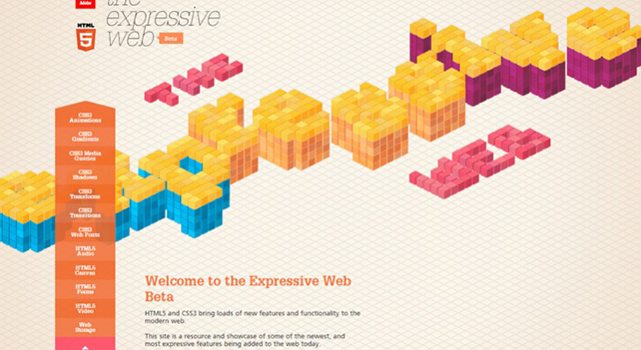 Adobe
the
expressive
web
HTML
5
Beta
THE
expressive
WEB
CSS3
Animations
CSS3
Gradients
CSS3 Media
Queries
CSS3
Shadows
CSS3
Transforms
CSS3
Transitions
CSS3
Web Fonts
HTML5
Audio
HTML5
Canvas
HTML5
Forms
HTML5
Video
Web
Storage
Welcome to the Expressive Web
Beta
HTML5 and CSS3 bring loads of new features and functionality to the
modern web.
This site is a resource and showcase of some of the newest, and
most expressive features being added to the web today.